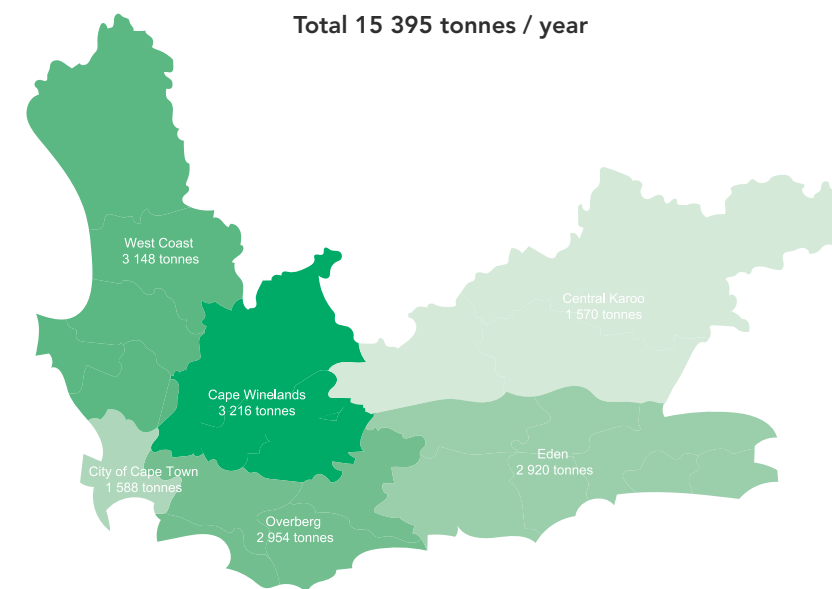 Total 15 395 tonnes / year
West Coast
3 148 tonnes
Central Karoo
1 570 tonnes
Cape Winelands
3 216 tonnes
Eden
2 920 tonnes
City of Cape Town
1 588 tonnes
Overberg
2 954 tonnes